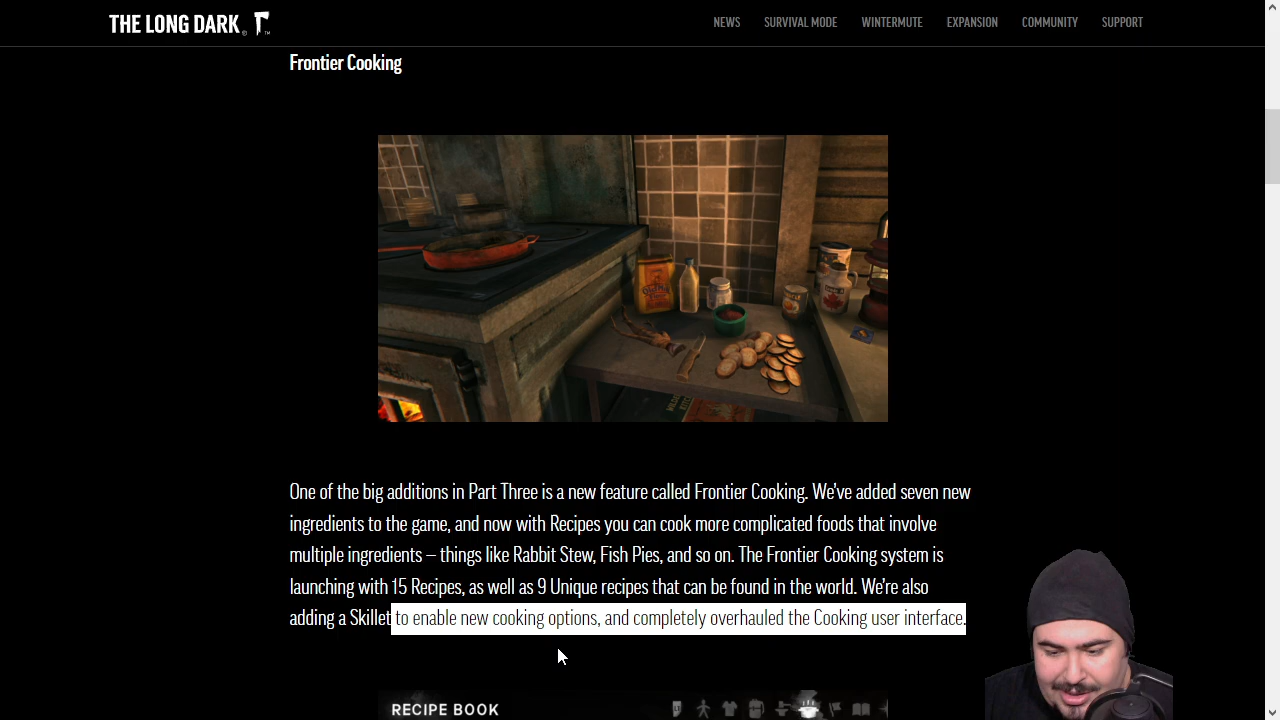 THE LONG DARK
NEWS
SURVIVAL MODE
WINTERMUTE
EXPANSION
COMMUNITY
SUPPORT
Frontier Cooking
One of the big additions in Part Three is a new feature called Frontier Cooking. We've added seven new
ingredients to the game, and now with Recipes you can cook more complicated foods that involve
multiple ingredients – things like Rabbit Stew, Fish Pies, and so on. The Frontier Cooking system is
launching with 15 Recipes, as well as 9 Unique recipes that can be found in the world. We're also
adding a Skillet to enable new cooking options, and completely overhauled the Cooking user interface.
RECIPE BOOK